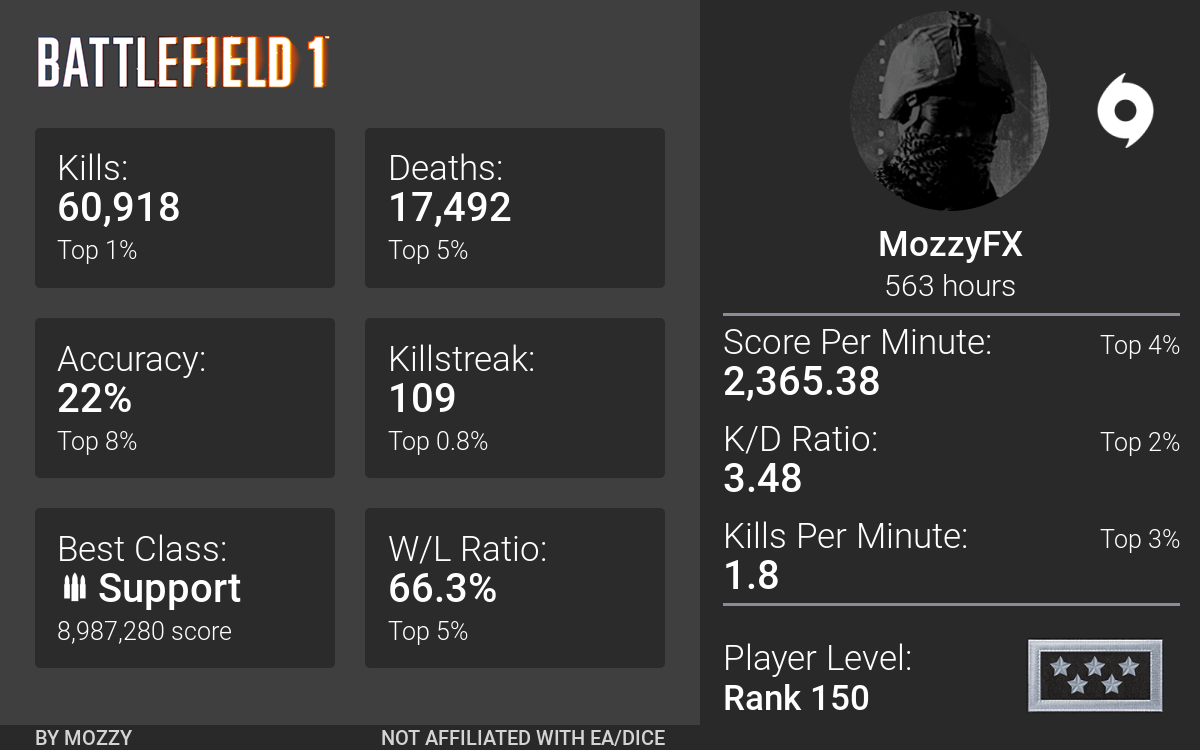 BATTLEFIELD 1
Kills:
60,918
Top 1%
Deaths:
17,492
Top 5%
Accuracy:
22%
Top 8%
Killstreak:
109
Top 0.8%
Best Class:
Support
8,987,280 score
W/L Ratio:
66.3%
Top 5%
BY MOZZY
NOT AFFILIATED WITH EA/DICE
MozzyFX
563 hours
Score Per Minute:
Top 4%
2,365.38
K/D Ratio:
Top 2%
3.48
Kills Per Minute:
Top 3%
1.8
Player Level:
Rank 150